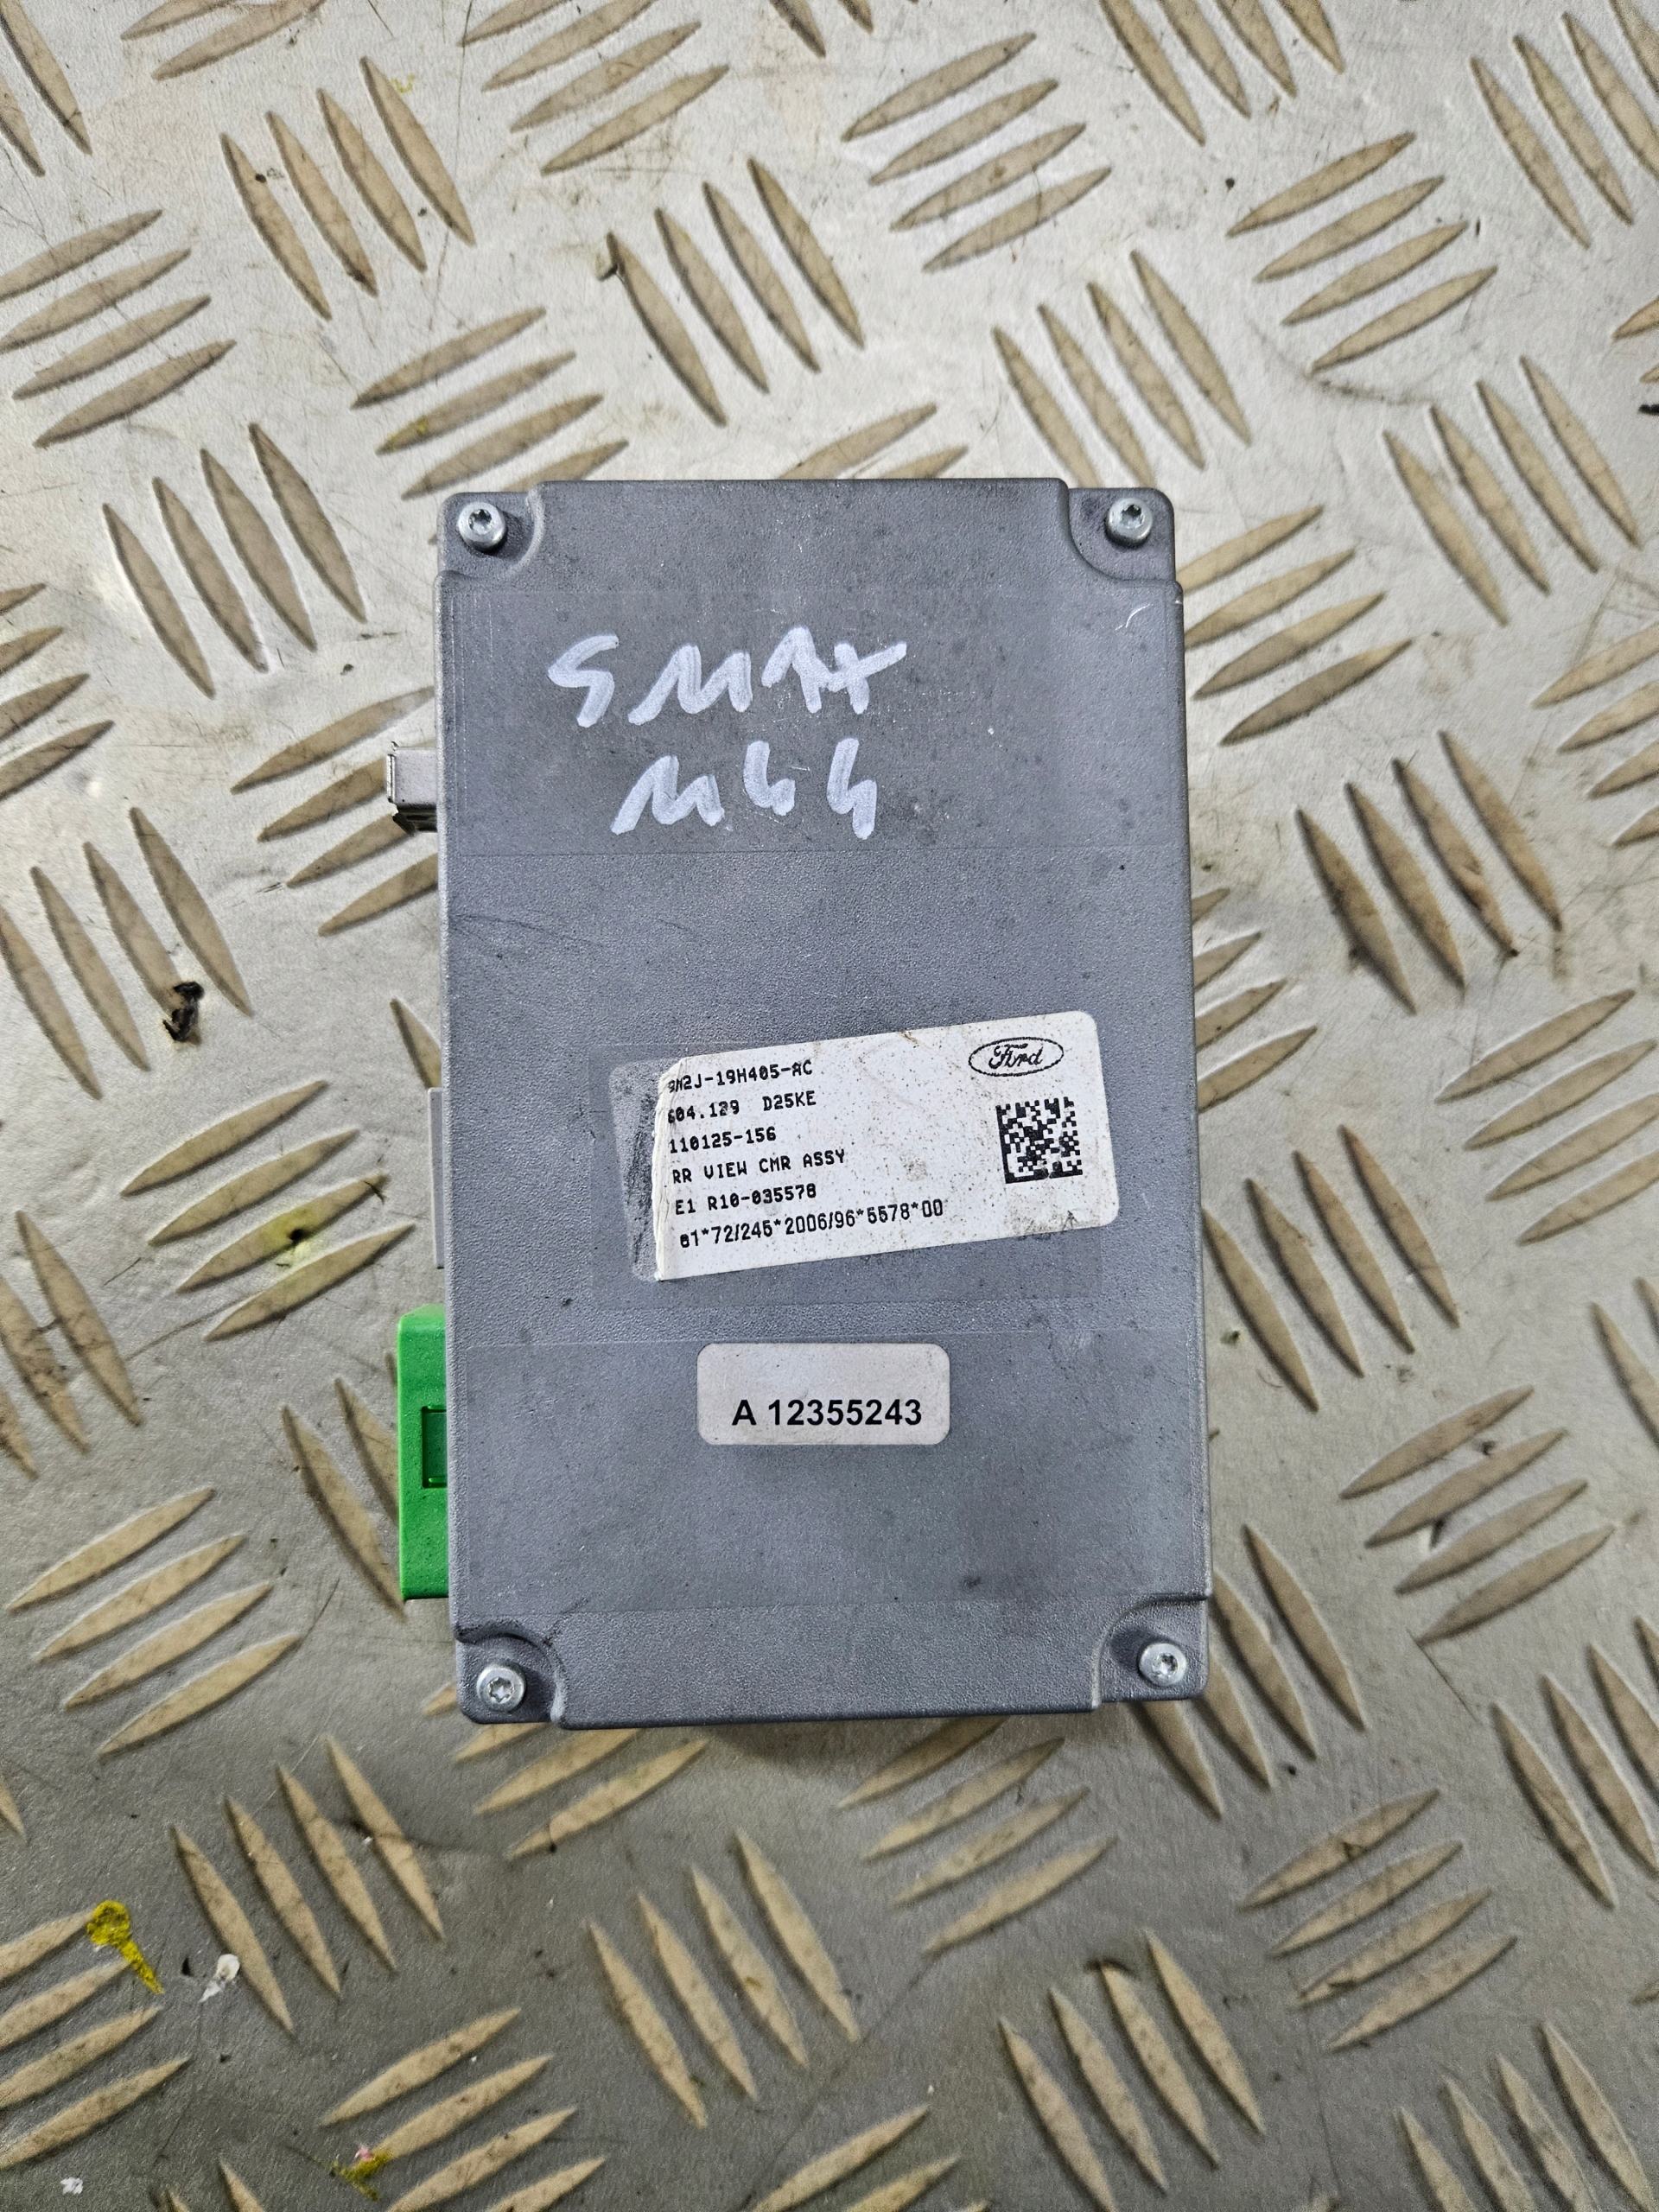 SMAX
M44
Ford
9M2J-19H405-AC
604.129 D25KE
110125-156
RR VIEW CMR ASSY
E1 R10-035578
e1*72/245*2006/96*5578*00
A 12355243